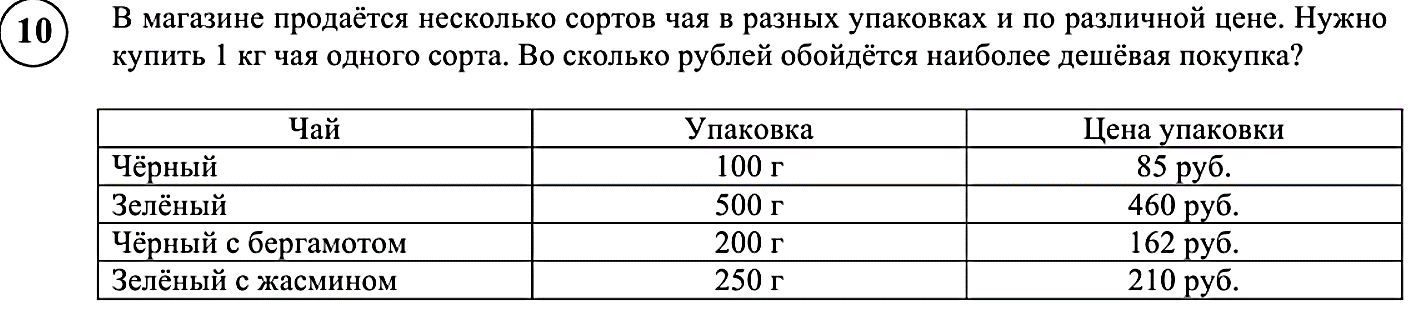 10
В магазине продаётся несколько сортов чая в разных упаковках и по различной цене. Нужно
купить 1 кг чая одного сорта. Во сколько рублей обойдётся наиболее дешёвая покупка?
Чай Упаковка Цена упаковки
Чёрный 100 г 85 руб.
Зелёный 500 г 460 руб.
Чёрный с бергамотом 200 г 162 руб.
Зелёный с жасмином 250 г 210 руб.